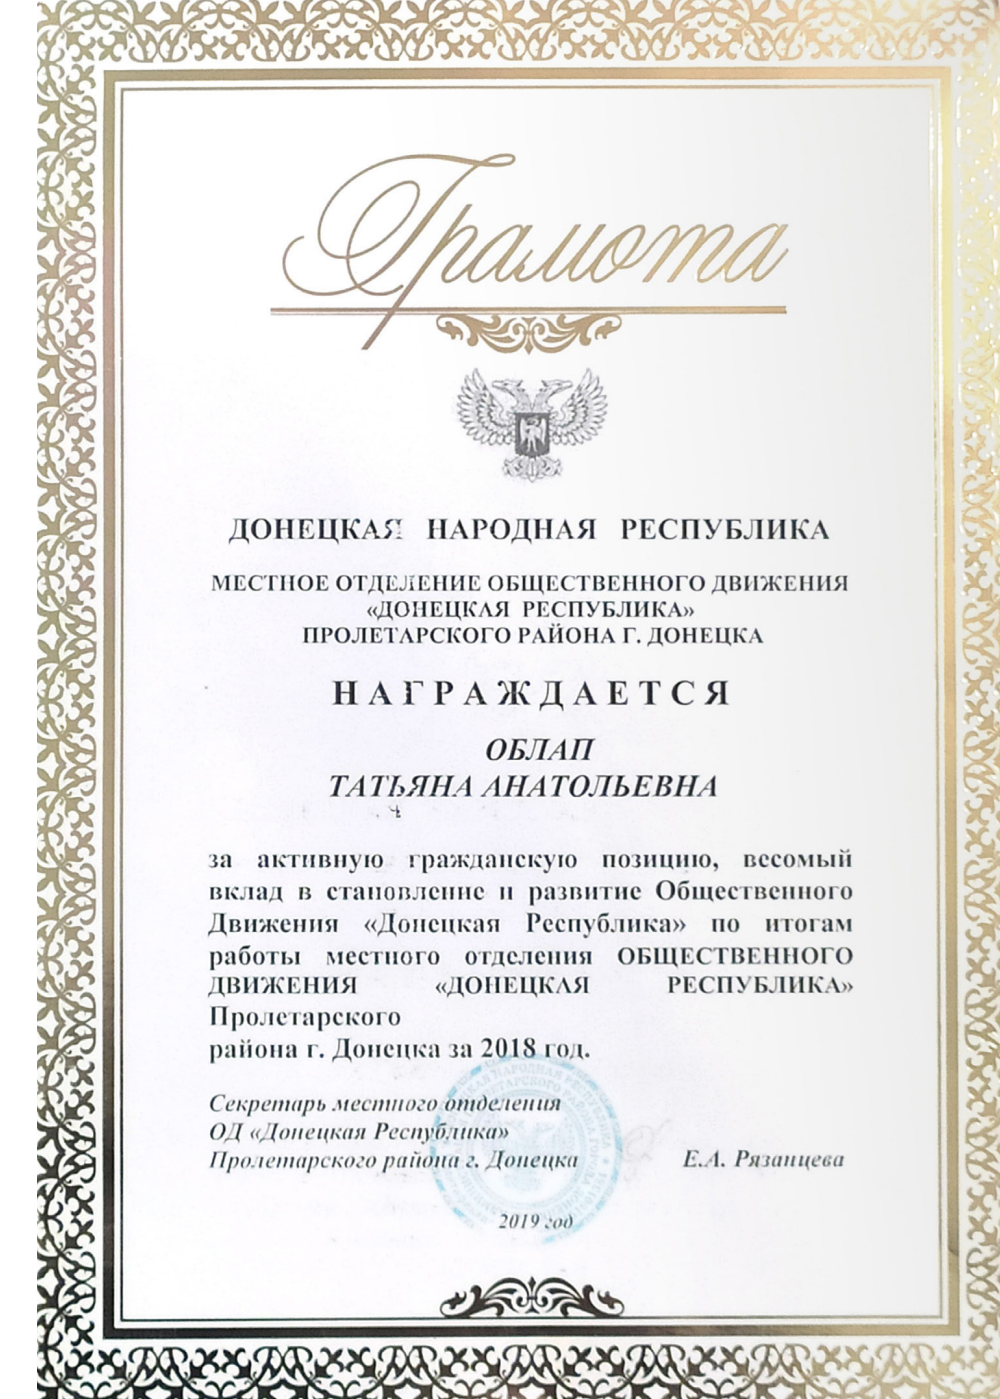 Грамота
ДОНЕЦКАЯ НАРОДНАЯ РЕСПУБЛИКА
МЕСТНОЕ ОТДЕЛЕНИЕ ОБЩЕСТВЕННОГО ДВИЖЕНИЯ
«ДОНЕЦКАЯ РЕСПУБЛИКА»
ПРОЛЕТАРСКОГО РАЙОНА Г. ДОНЕЦКА
НАГРАЖДАЕТСЯ
ОБЛАП
ТАТЬЯНА АНАТОЛЬЕВНА
за активную гражданскую позицию, весомый
вклад в становление и развитие Общественного
Движения «Донецкая Республика» по итогам
работы местного отделения ОБЩЕСТВЕННОГО
ДВИЖЕНИЯ «ДОНЕЦКАЯ РЕСПУБЛИКА»
Пролетарского
района г. Донецка за 2018 год.
Секретарь местного отделения
ОД «Донецкая Республика»
Пролетарского района г. Донецка Е.А. Рязанцева
2019 год